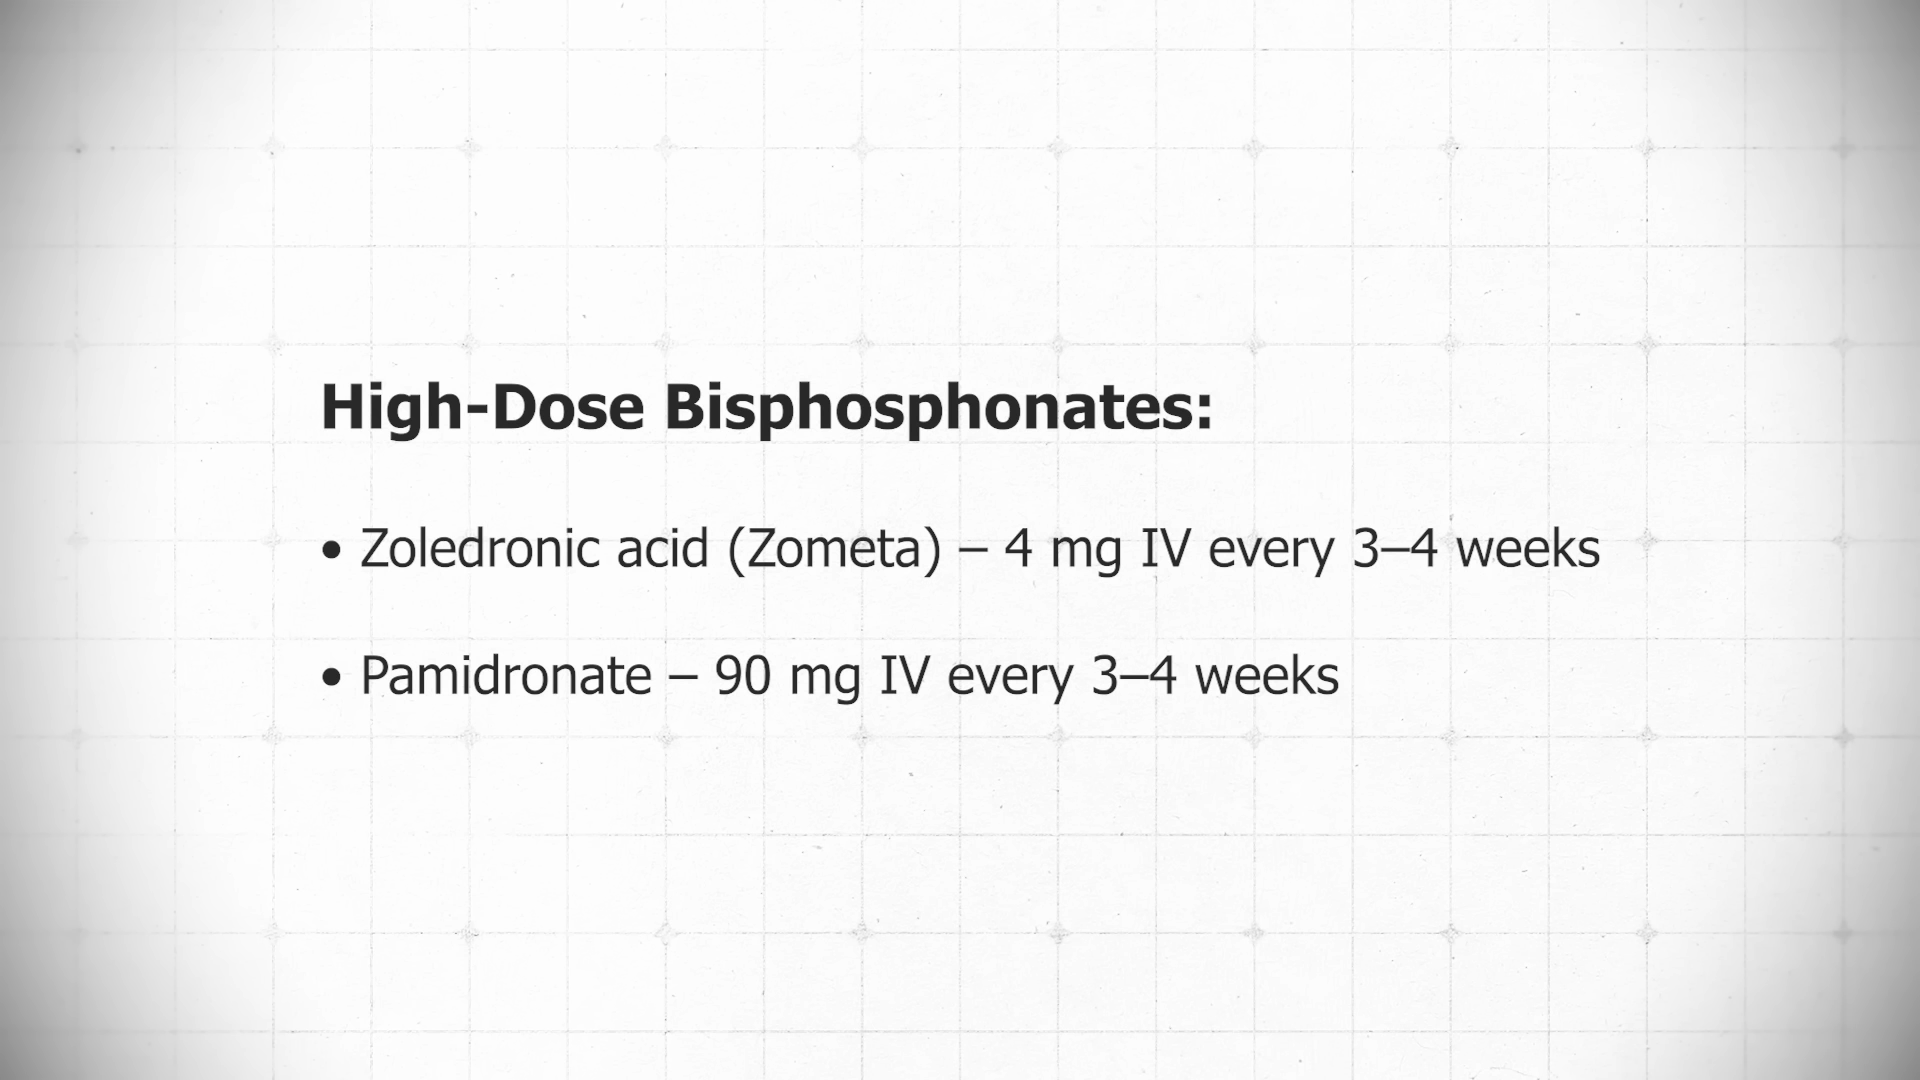 High-Dose Bisphosphonates:
• Zoledronic acid (Zometa) – 4 mg IV every 3–4 weeks
• Pamidronate – 90 mg IV every 3–4 weeks